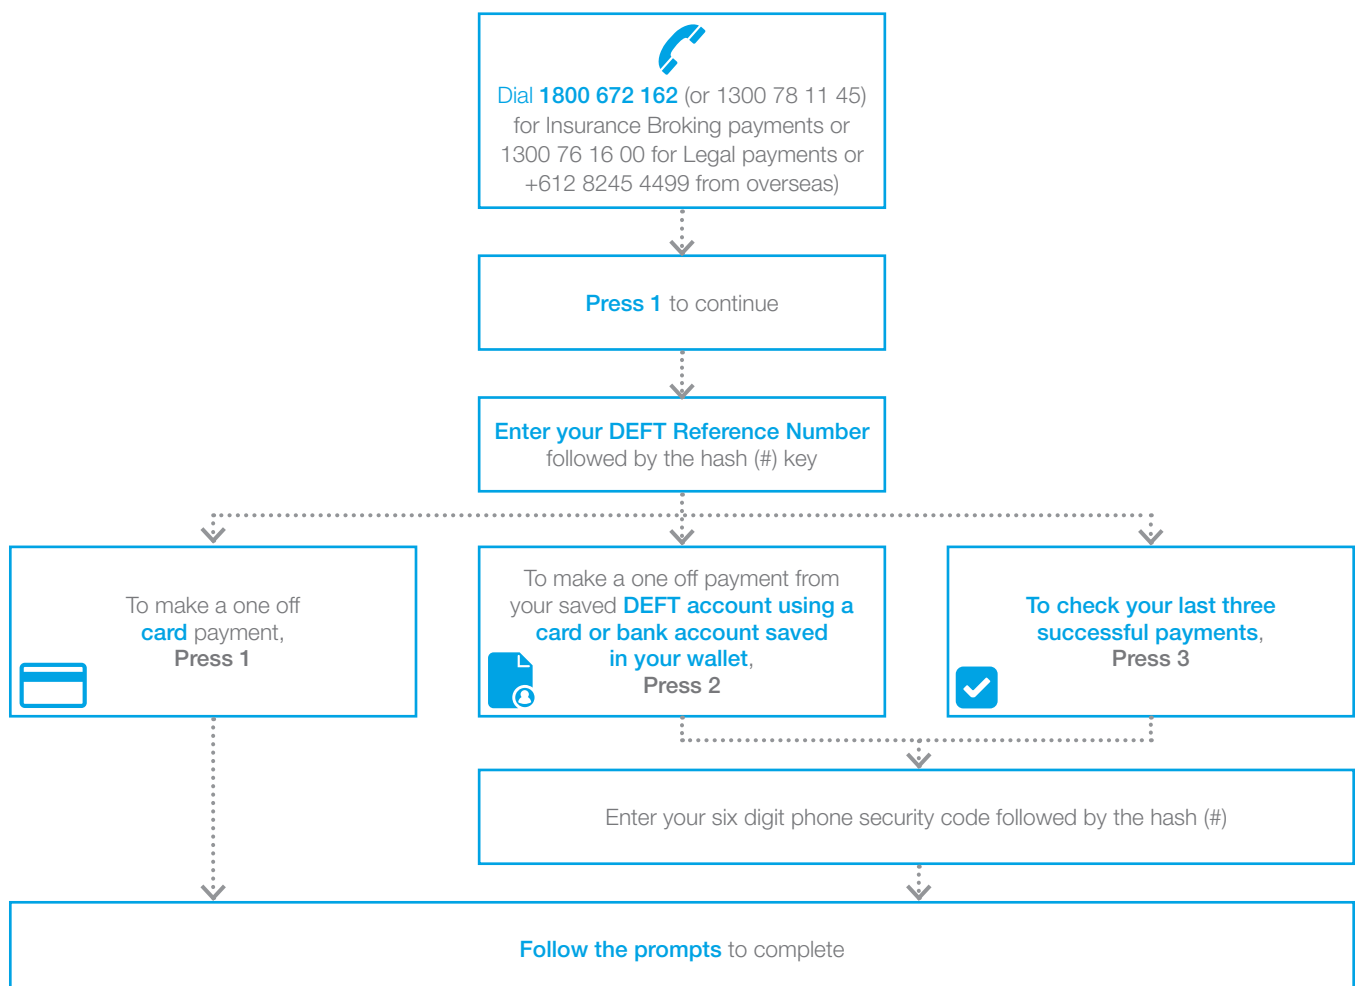 Dial 1800 672 162 (or 1300 78 11 45)
for Insurance Broking payments or
1300 76 16 00 for Legal payments or
+612 8245 4499 from overseas)
Press 1 to continue
Enter your DEFT Reference Number
followed by the hash (#) key
To make a one off
card payment,
Press 1
To make a one off payment from
your saved DEFT account using a
card or bank account saved
in your wallet,
Press 2
To check your last three
successful payments,
Press 3
Enter your six digit phone security code followed by the hash (#)
Follow the prompts to complete